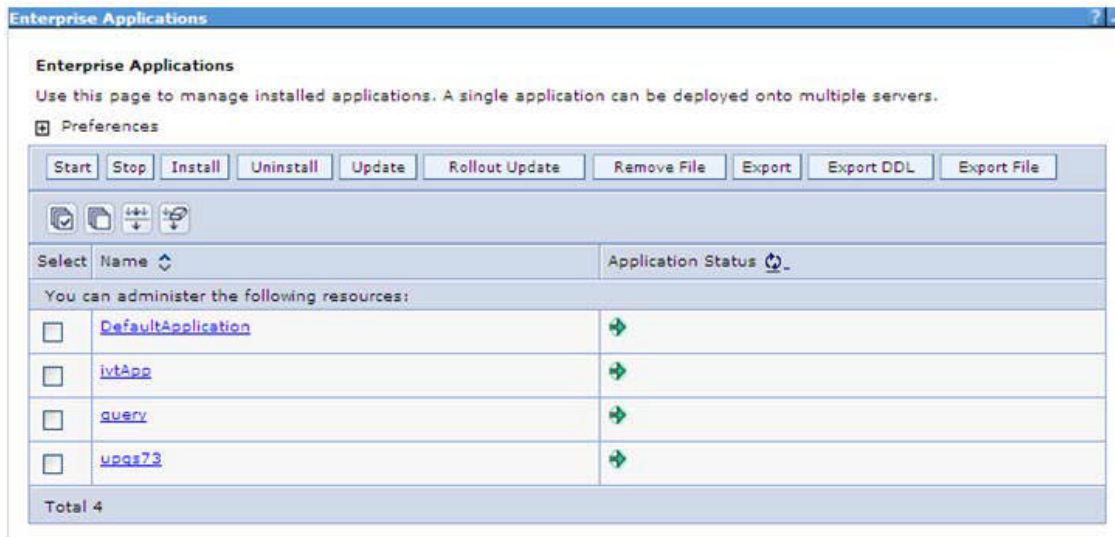 Enterprise Applications ?
Enterprise Applications
Use this page to manage installed applications. A single application can be deployed onto multiple servers.
Preferences
Start Stop Install Uninstall Update Rollout Update Remove File Export Export DDL Export File
Select Name Application Status
You can administer the following resources:
DefaultApplication
ivtApp
query
upgs73
Total 4